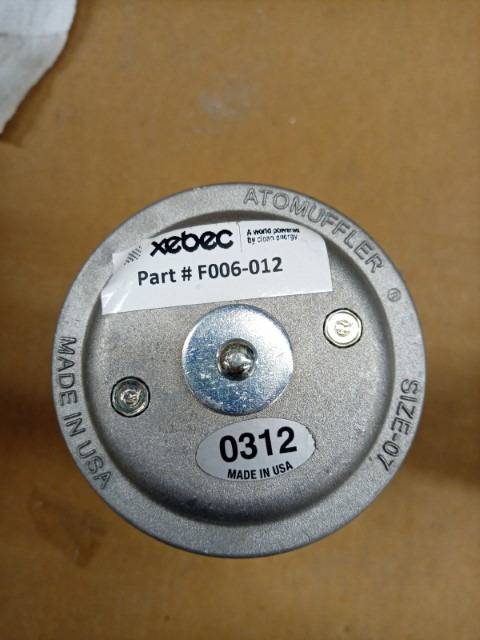 ATOMUFFLER ®
xebec
A world powered
by clean energy.
Part # F006-012
MADE IN USA
SIZE-07
0312
MADE IN USA